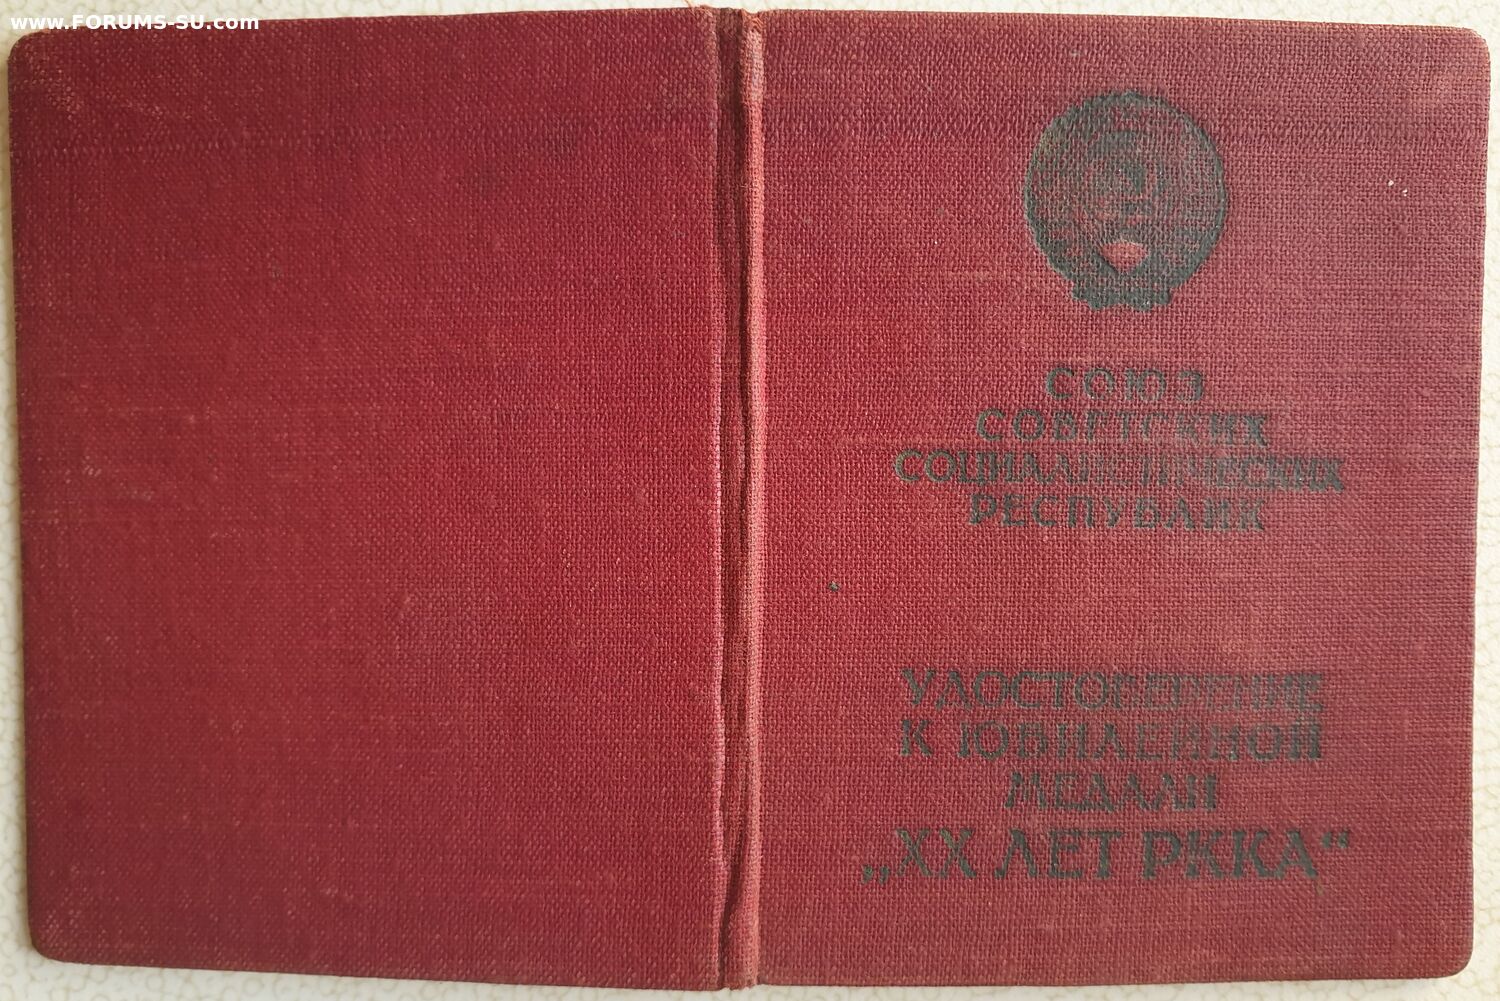 www.FORUMS-SU.com
СОЮЗ
СОВЕТСКИХ
СОЦИАЛИСТИЧЕСКИХ
РЕСПУБЛИК
УДОСТОВЕРЕНИЕ
К ЮБИЛЕЙНОЙ
МЕДАЛИ
„XX ЛЕТ РККА“